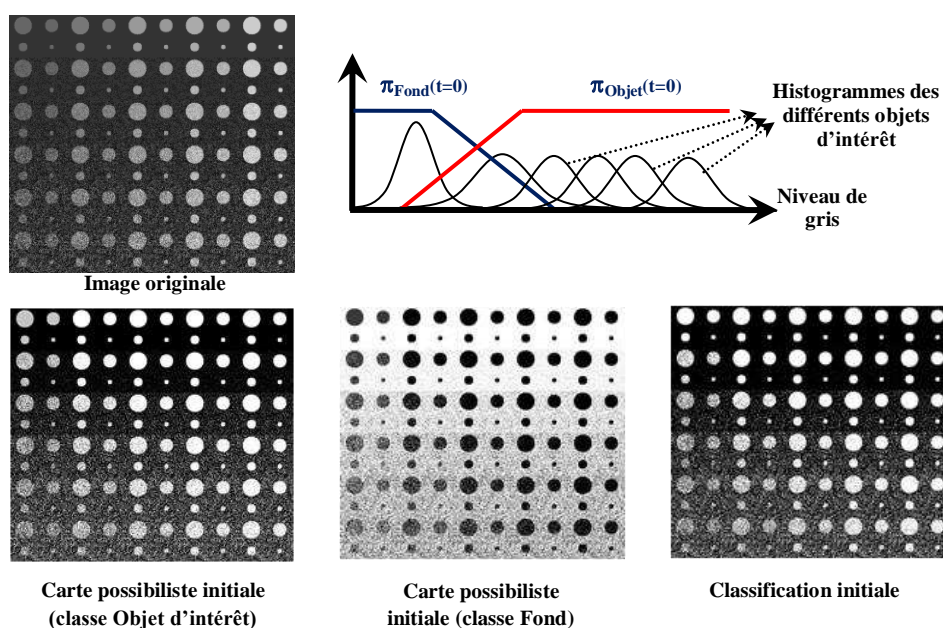 π_Fond(t=0)
π_Objet(t=0)
Histogrammes des
différents objets
d’intérêt
Niveau de
gris
Image originale
Carte possibiliste initiale
(classe Objet d’intérêt)
Carte possibiliste
initiale (classe Fond)
Classification initiale